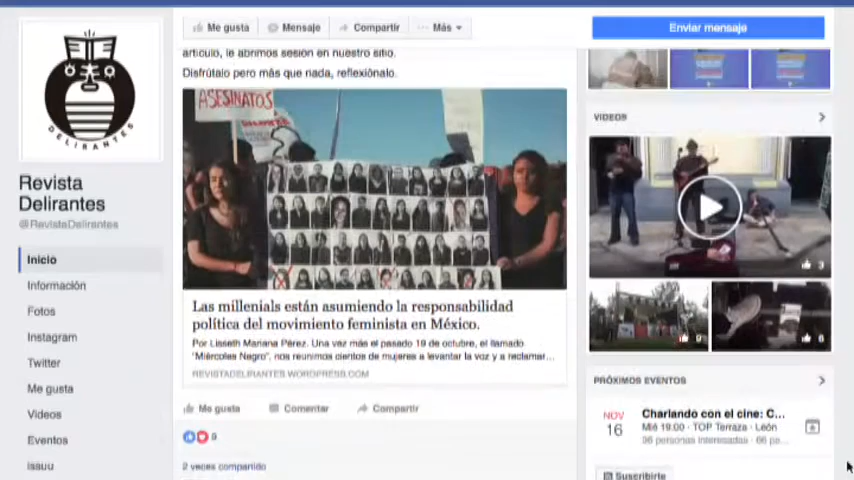 Me gusta
Mensaje
Compartir
Más
Enviar mensaje
DELIRANTES
Revista
Delirantes
@RevistaDelirantes
Inicio
Información
Fotos
Instagram
Twitter
Me gusta
Videos
Eventos
issuu
artículo, le abrimos sesión en nuestro sitio.
Disfrútalo pero más que nada, reflexiónalo.
ASESINATOS
Las millenials están asumiendo la responsabilidad
política del movimiento feminista en México.
Por Lisseth Mariana Pérez. Una vez más el pasado 19 de octubre, el llamado
"Miércoles Negro", nos reunimos cientos de mujeres a levantar la voz y a reclamar...
REVISTADELIRANTES.WORDPRESS.COM
Me gusta
Comentar
Compartir
9
2 veces compartido
VIDEOS
3
9
6
PRÓXIMOS EVENTOS
NOV
16
Charlando con el cine: C...
Mié 19:00 · TOP Terraza · León
96 personas interesadas · 66 pe...
Suscribirte